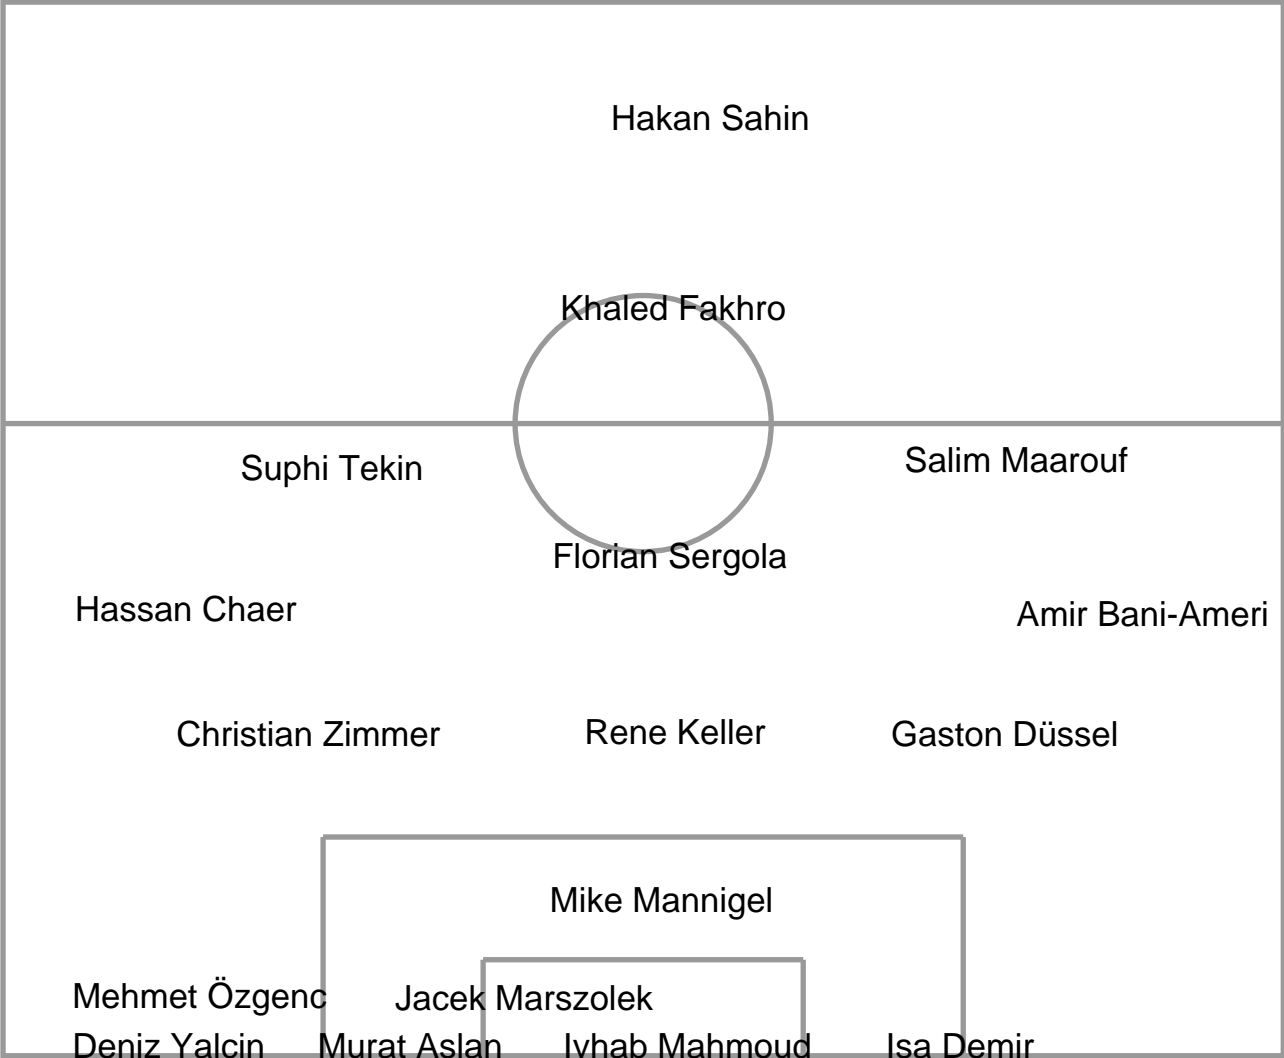 Hakan Sahin
Khaled Fakhro
Suphi Tekin
Salim Maarouf
Florian Sergola
Hassan Chaer
Amir Bani-Ameri
Christian Zimmer
Rene Keller
Gaston Düssel
Mike Mannigel
Mehmet Özgenc
Jacek Marszolek
Deniz Yalcin
Murat Aslan
Iyhab Mahmoud
Isa Demir